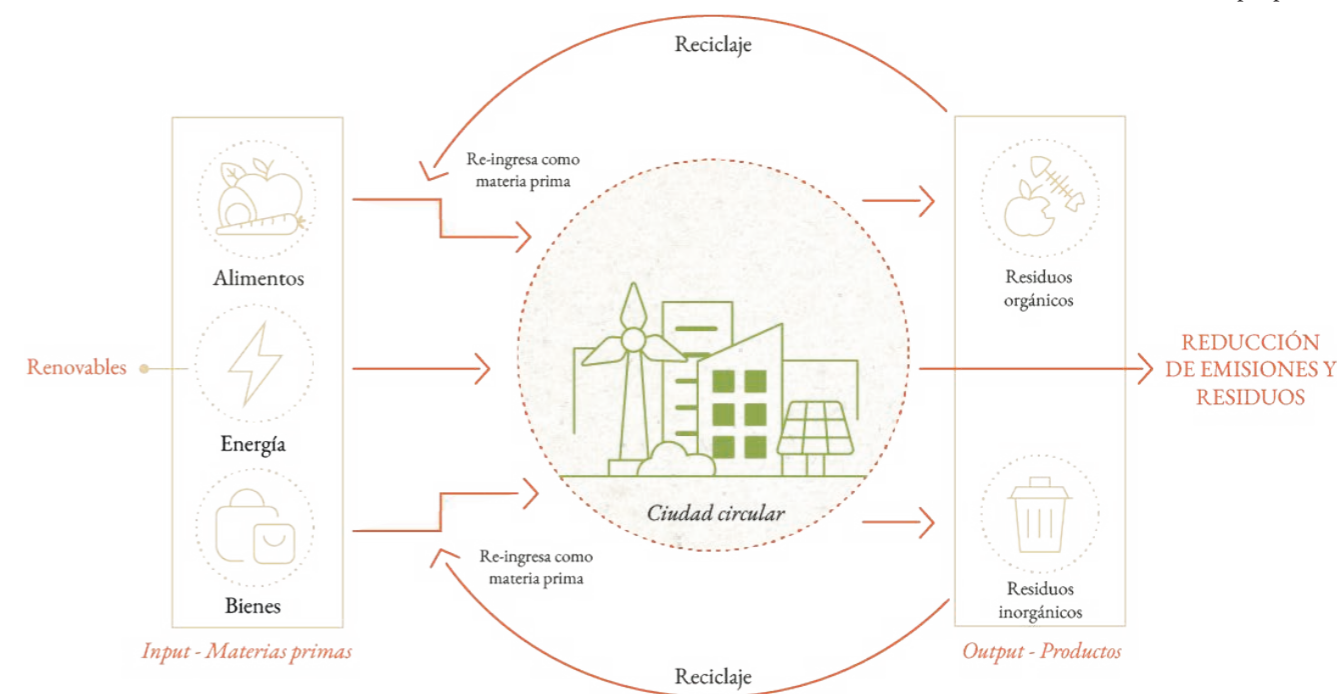 Reciclaje
Re-ingresa como
materia prima
Alimentos
Residuos
orgánicos
Renovables
REDUCCIÓN
DE EMISIONES Y
RESIDUOS
Energía
Ciudad circular
Re-ingresa como
materia prima
Bienes
Residuos
inorgánicos
Input - Materias primas
Output - Productos
Reciclaje